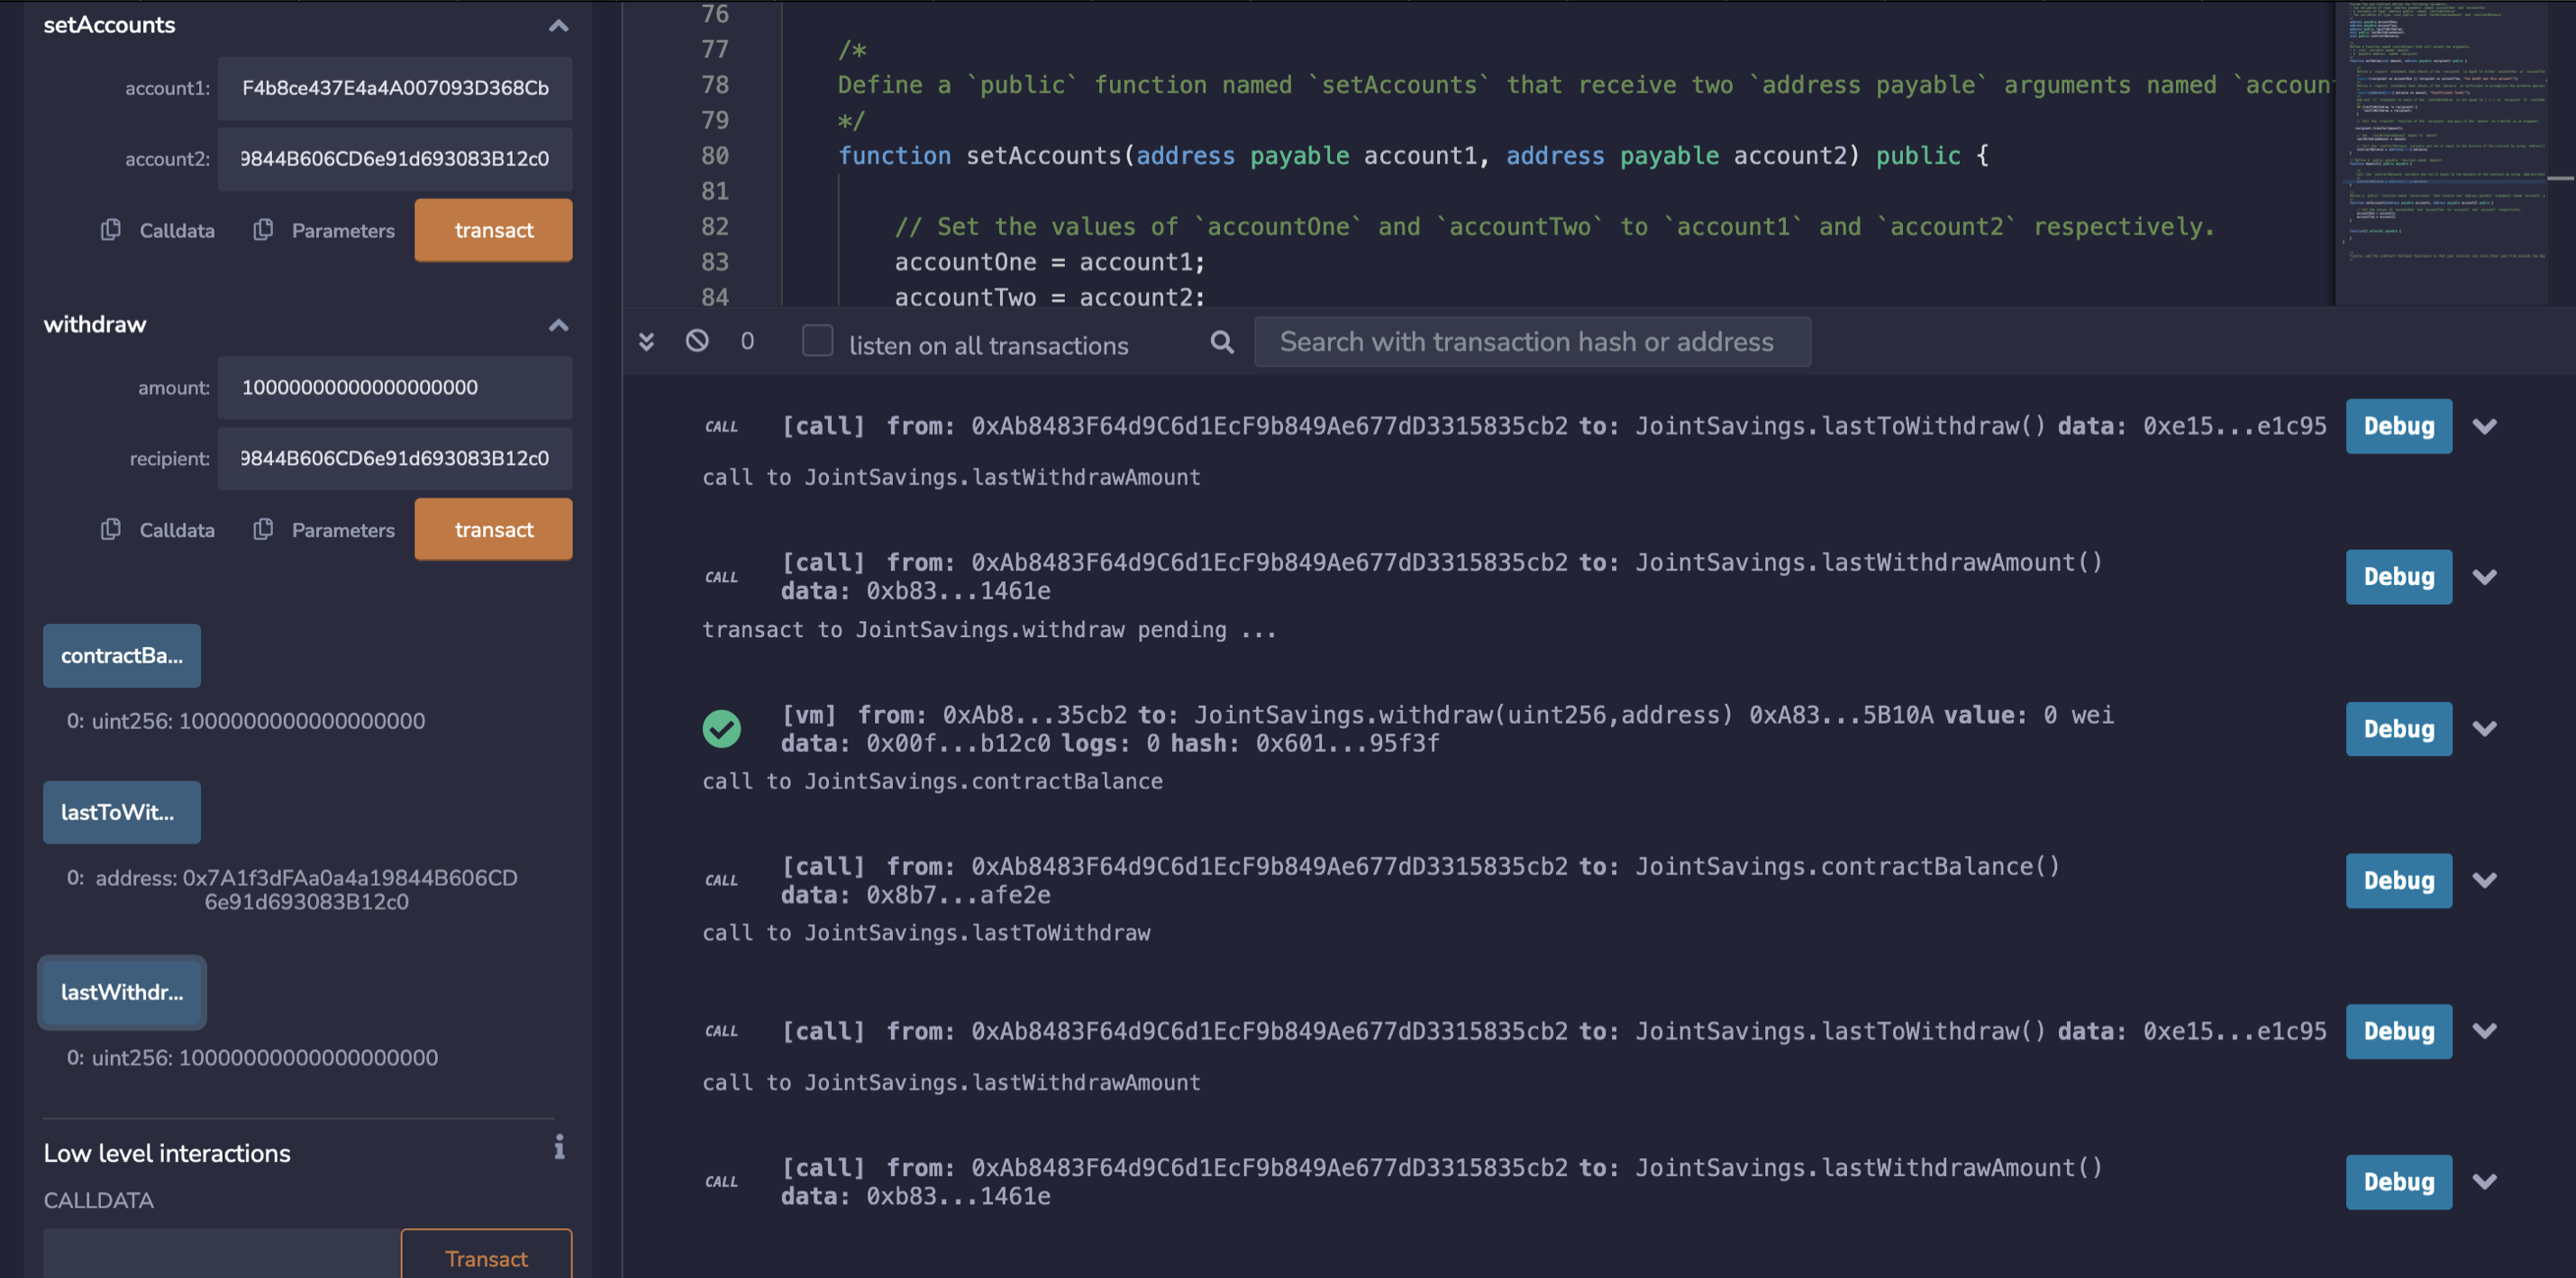 setAccounts
account1: F4b8ce437E4a4A007093D368Cb
account2: 9844B606CD6e91d693083B12c0
Calldata Parameters transact
withdraw
amount: 10000000000000000000
recipient: 9844B606CD6e91d693083B12c0
Calldata Parameters transact
contractBa...
0: uint256: 1000000000000000000
lastToWit...
0: address: 0x7A1f3dFAa0a4a19844B606CD
6e91d693083B12c0
lastWithdr...
0: uint256: 10000000000000000000
Low level interactions
CALLDATA
Transact
76
77 /*
78 Define a `public` function named `setAccounts` that receive two `address payable` arguments named `accoun
79 */
80 function setAccounts(address payable account1, address payable account2) public {
81
82 // Set the values of `accountOne` and `accountTwo` to `account1` and `account2` respectively.
83 accountOne = account1;
84 accountTwo = account2;
0 listen on all transactions Search with transaction hash or address
CALL [call] from: 0xAb8483F64d9C6d1EcF9b849Ae677dD3315835cb2 to: JointSavings.lastToWithdraw() data: 0xe15...e1c95 Debug
call to JointSavings.lastWithdrawAmount
CALL [call] from: 0xAb8483F64d9C6d1EcF9b849Ae677dD3315835cb2 to: JointSavings.lastWithdrawAmount()
data: 0xb83...1461e Debug
transact to JointSavings.withdraw pending ...
[vm] from: 0xAb8...35cb2 to: JointSavings.withdraw(uint256,address) 0xA83...5B10A value: 0 wei
data: 0x00f...b12c0 logs: 0 hash: 0x601...95f3f Debug
call to JointSavings.contractBalance
CALL [call] from: 0xAb8483F64d9C6d1EcF9b849Ae677dD3315835cb2 to: JointSavings.contractBalance()
data: 0x8b7...afe2e Debug
call to JointSavings.lastToWithdraw
CALL [call] from: 0xAb8483F64d9C6d1EcF9b849Ae677dD3315835cb2 to: JointSavings.lastToWithdraw() data: 0xe15...e1c95 Debug
call to JointSavings.lastWithdrawAmount
CALL [call] from: 0xAb8483F64d9C6d1EcF9b849Ae677dD3315835cb2 to: JointSavings.lastWithdrawAmount()
data: 0xb83...1461e Debug